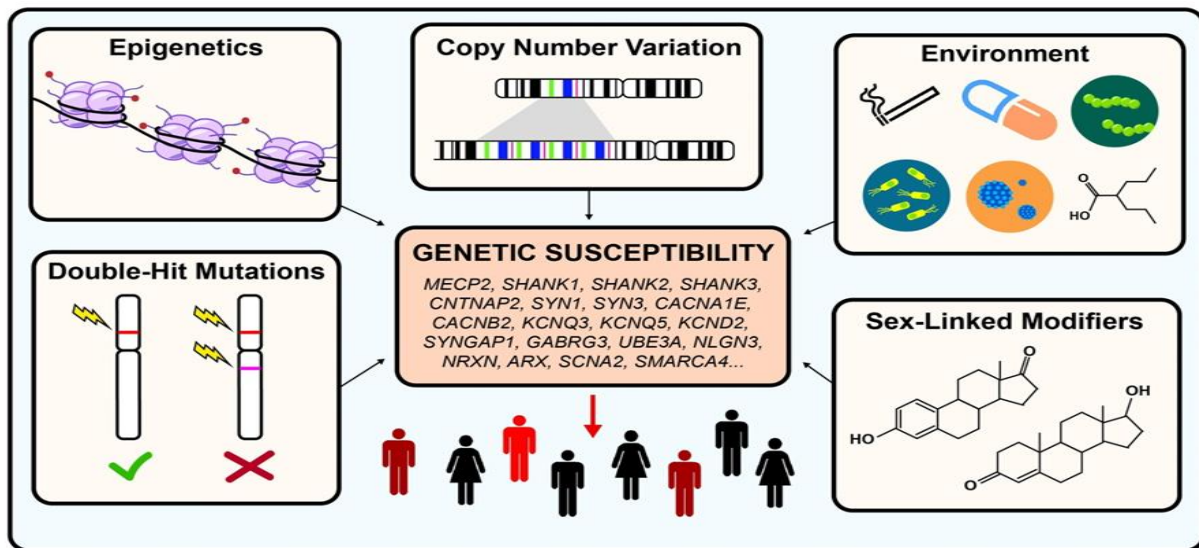 Epigenetics
Copy Number Variation
Environment
O
HO
Double-Hit Mutations
GENETIC SUSCEPTIBILITY
MECP2, SHANK1, SHANK2, SHANK3,
CNTNAP2, SYN1, SYN3, CACNA1E,
CACNB2, KCNQ3, KCNQ5, KCND2,
SYNGAP1, GABRG3, UBE3A, NLGN3,
NRXN, ARX, SCNA2, SMARCA4...
Sex-Linked Modifiers
O
HO
OH
O